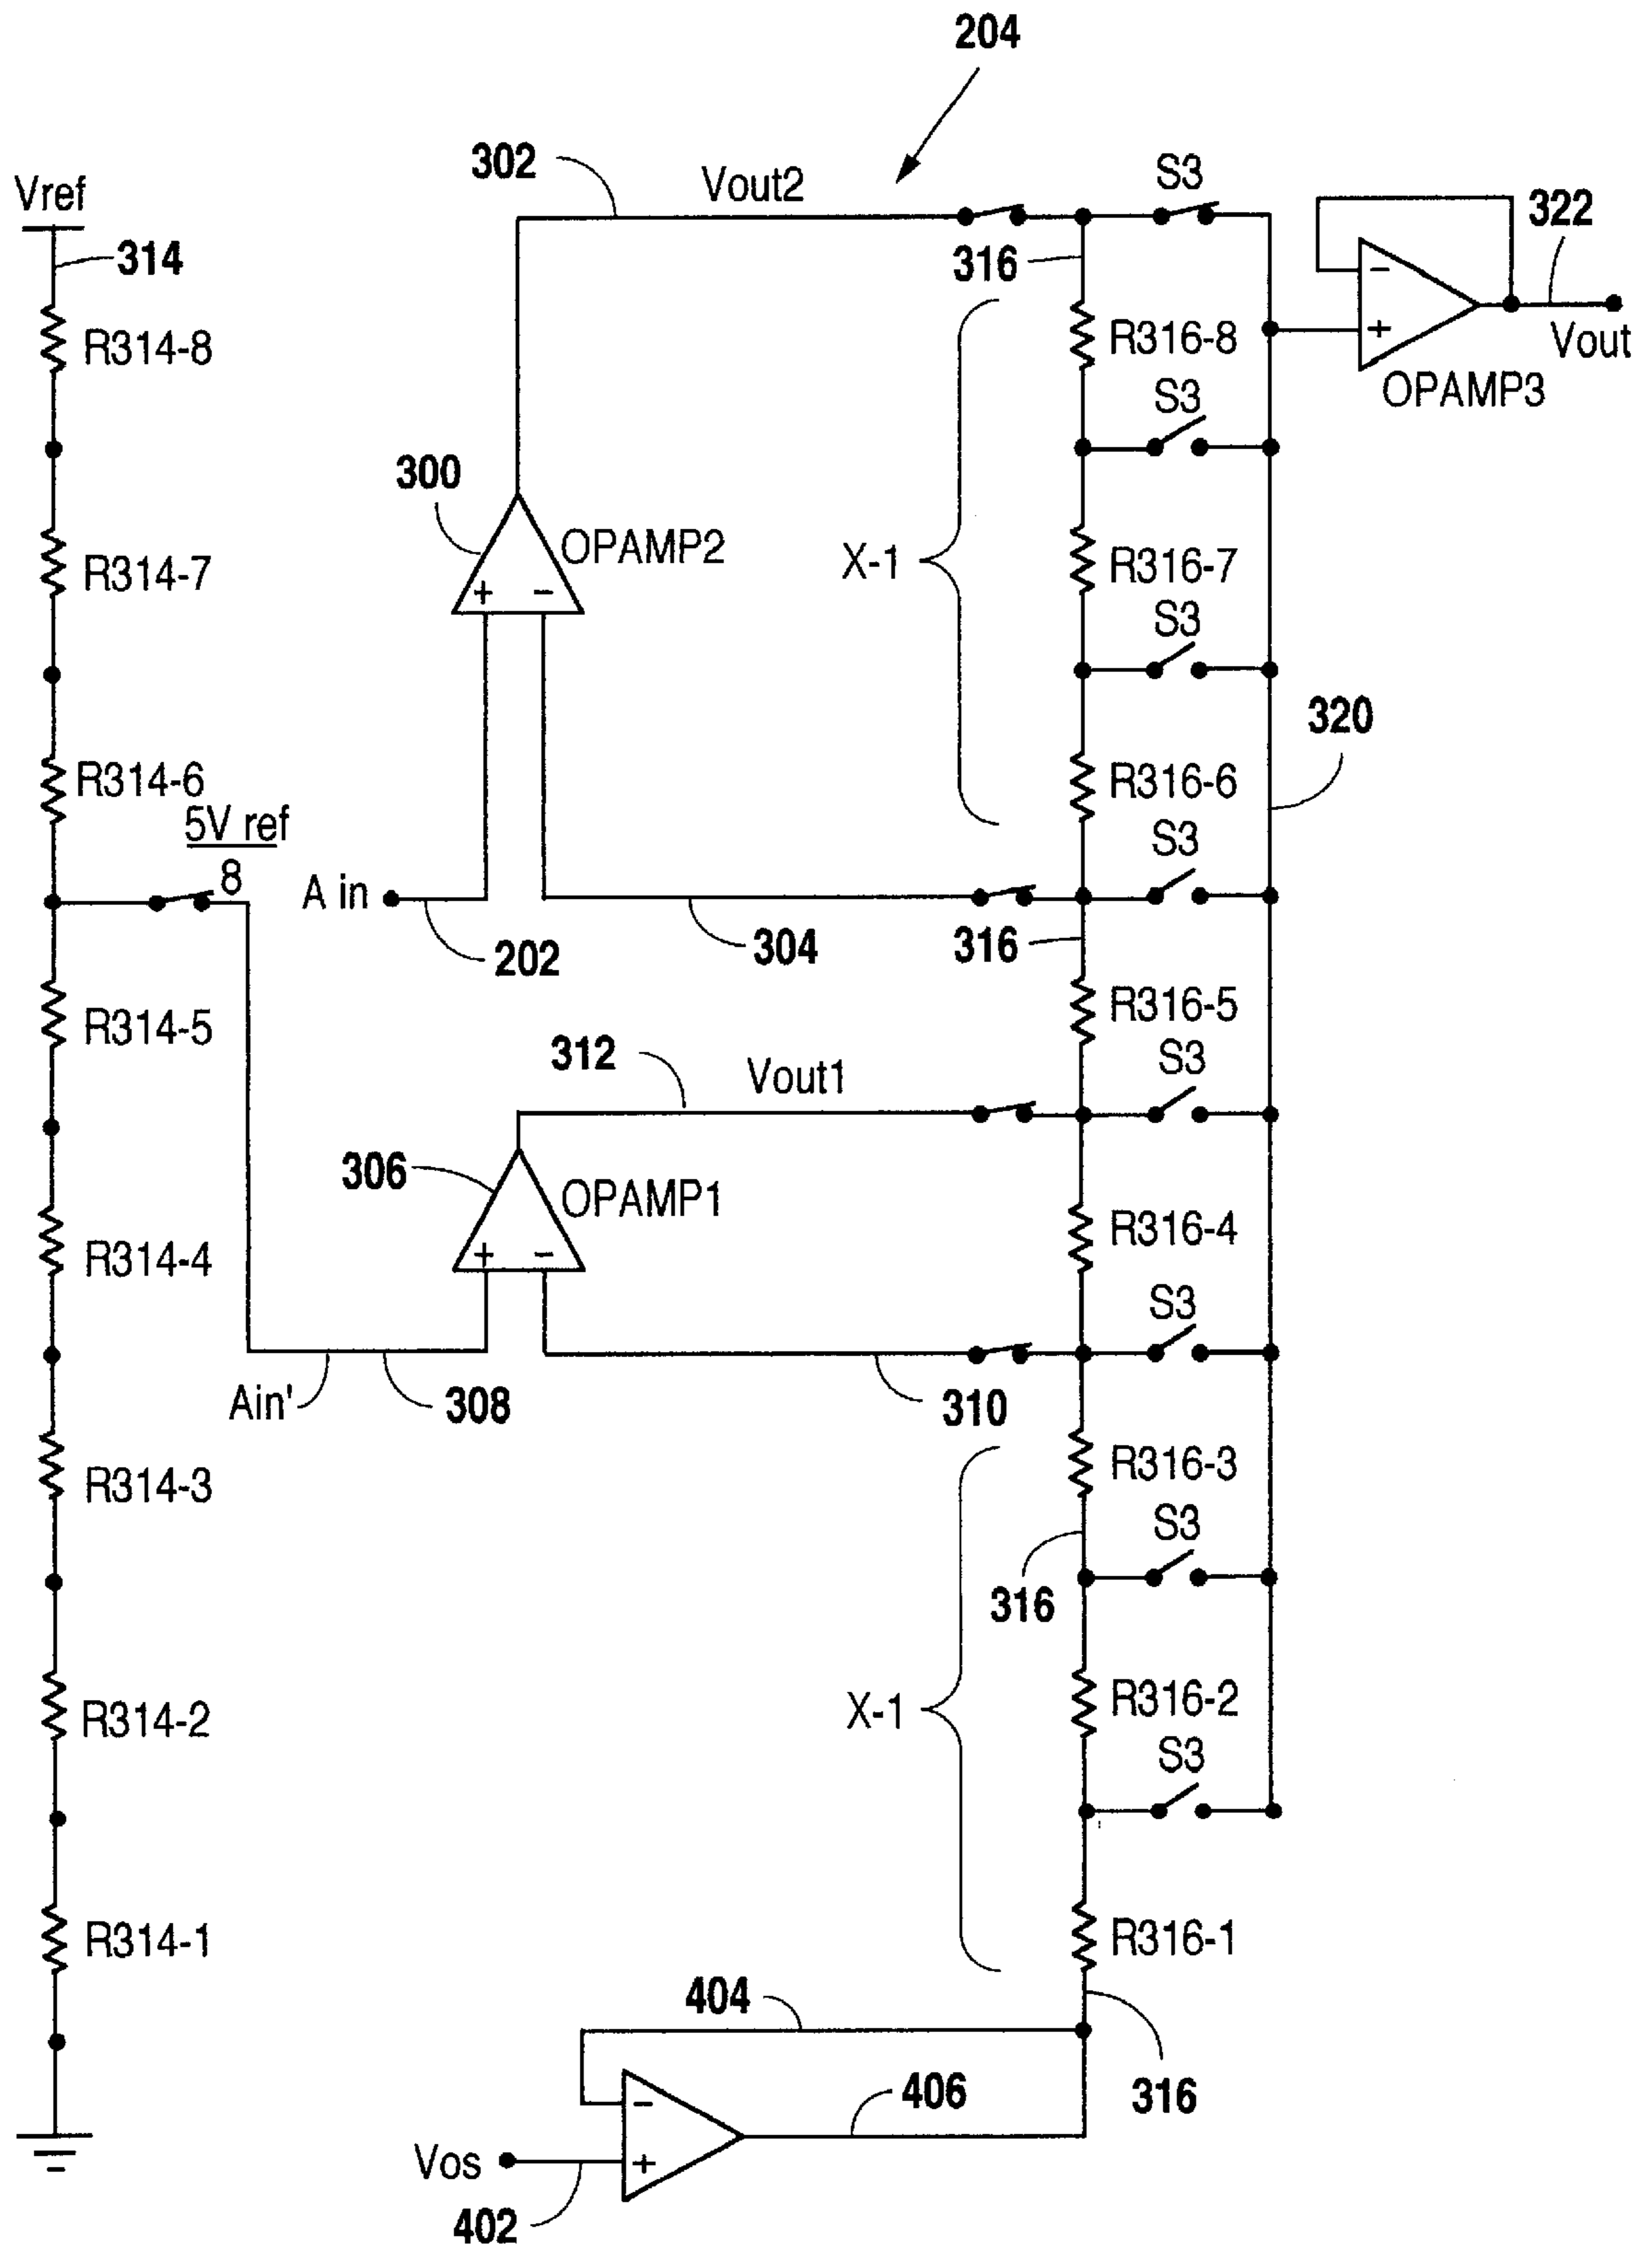 204
302
Vout2
S3
Vref
322
314
316
-
+
Vout
R314-8
R316-8
OPAMP3
S3
300
OPAMP2
X-1
R314-7
R316-7
+ -
S3
320
R314-6
R316-6
5V ref
8
S3
A in
202
304
316
R314-5
R316-5
312
Vout1
S3
306
OPAMP1
R314-4
R316-4
+ -
S3
Ain'
308
310
R314-3
R316-3
S3
316
R314-2
X-1
R316-2
S3
R314-1
R316-1
404
406
316
-
Vos
+
402